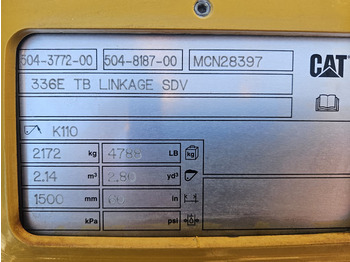 504-3772-00 504-8187-00 MCN28397 CAT
336E TB LINKAGE SDV
K110
2172 kg 4788 LB kg
2.14 m³ 2.80 yd³
1500 mm in
kPa psi